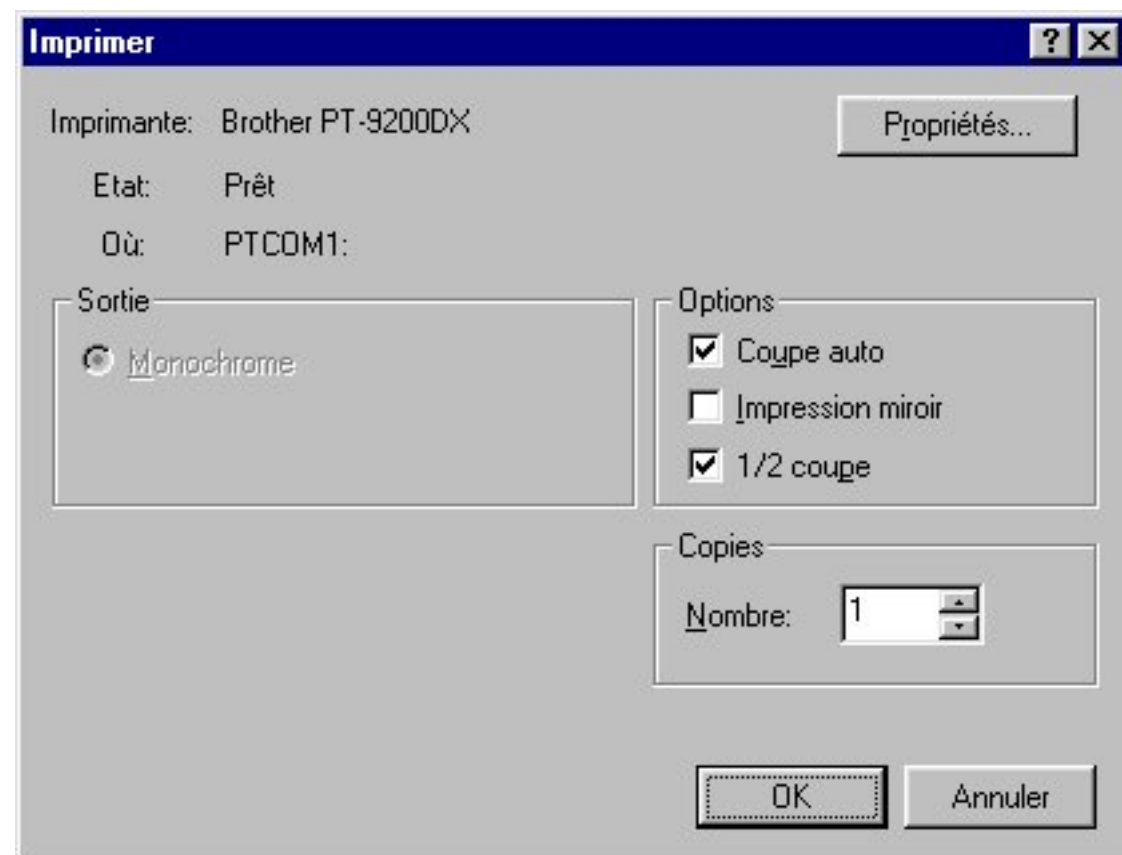 Imprimer
Imprimante: Brother PT-9200DX
Propriétés...
Etat: Prêt
Où: PTCOM1:
Sortie
Monochrome
Options
Coupe auto
Impression miroir
1/2 coupe
Copies
Nombre: 1
OK
Annuler